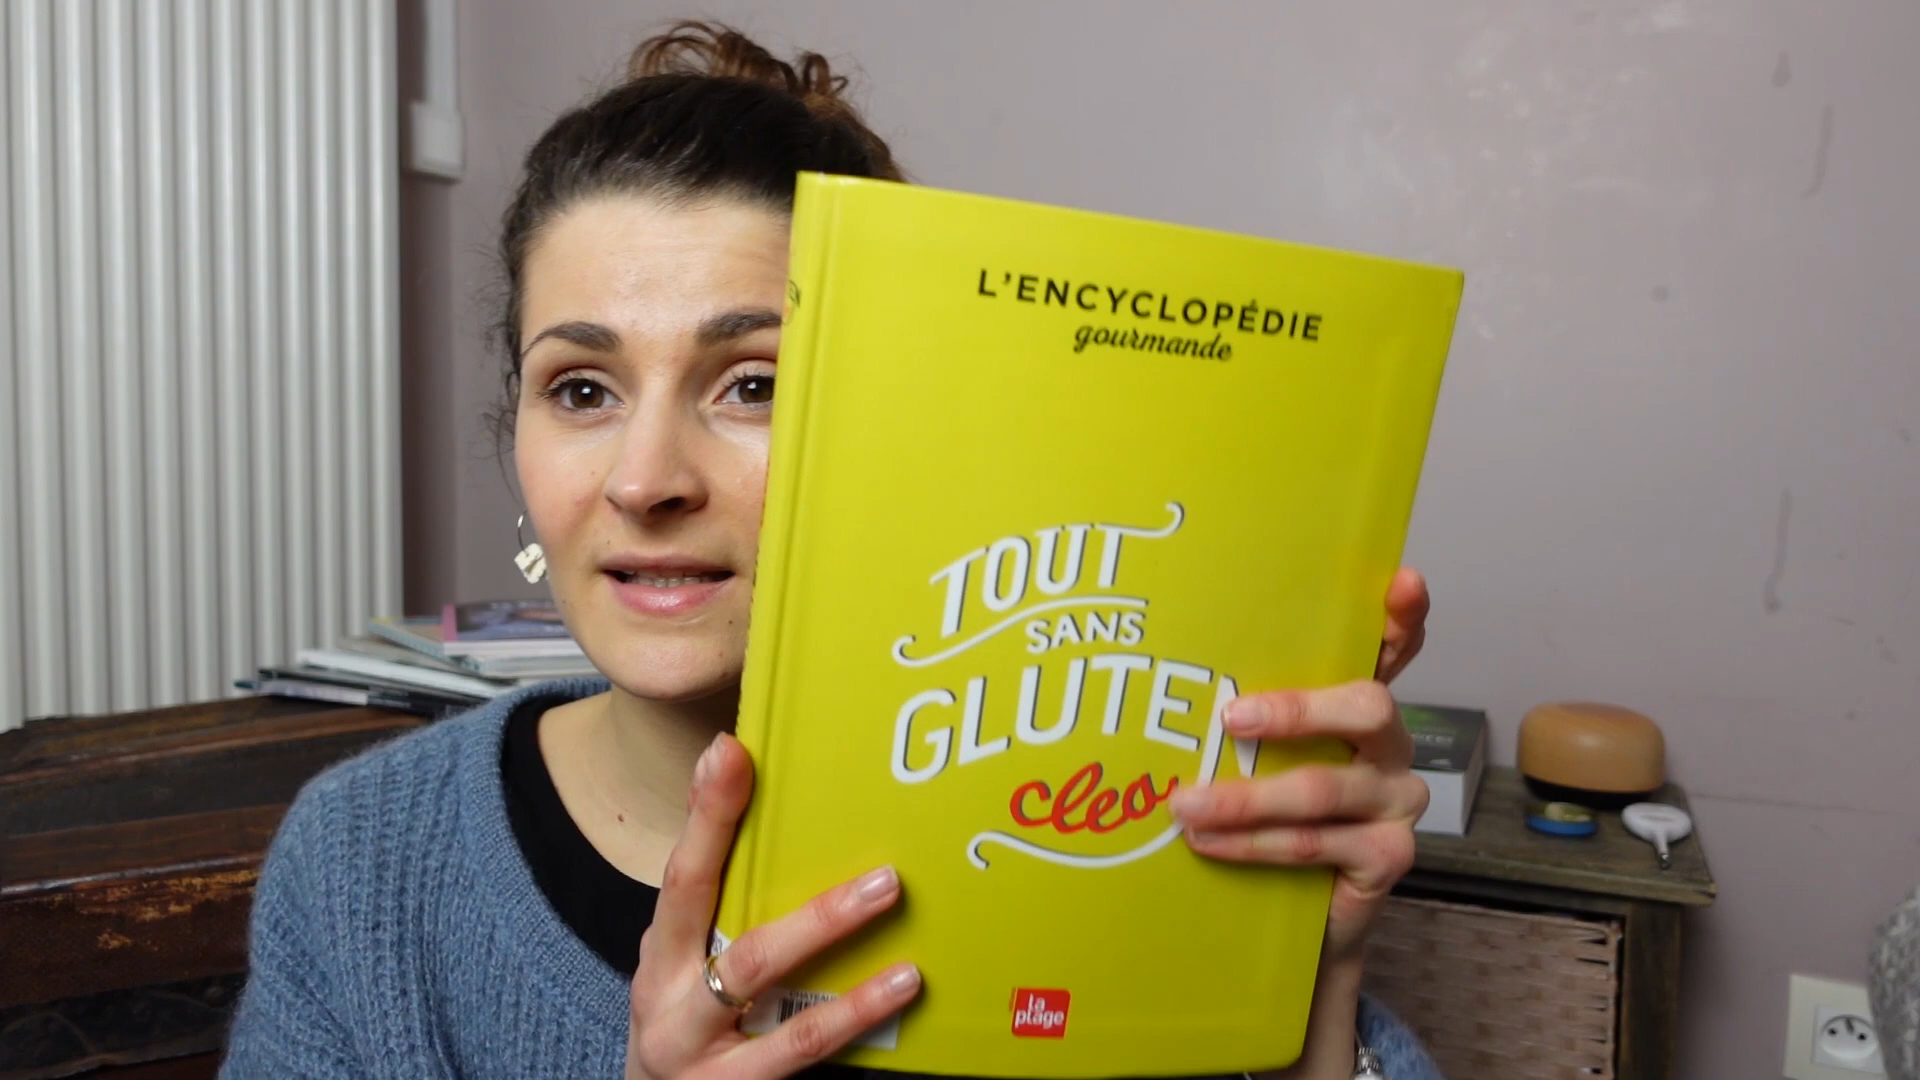 L'ENCYCLOPÉDIE
gourmande
TOUT
SANS
GLUTEN
cleo
la
plage